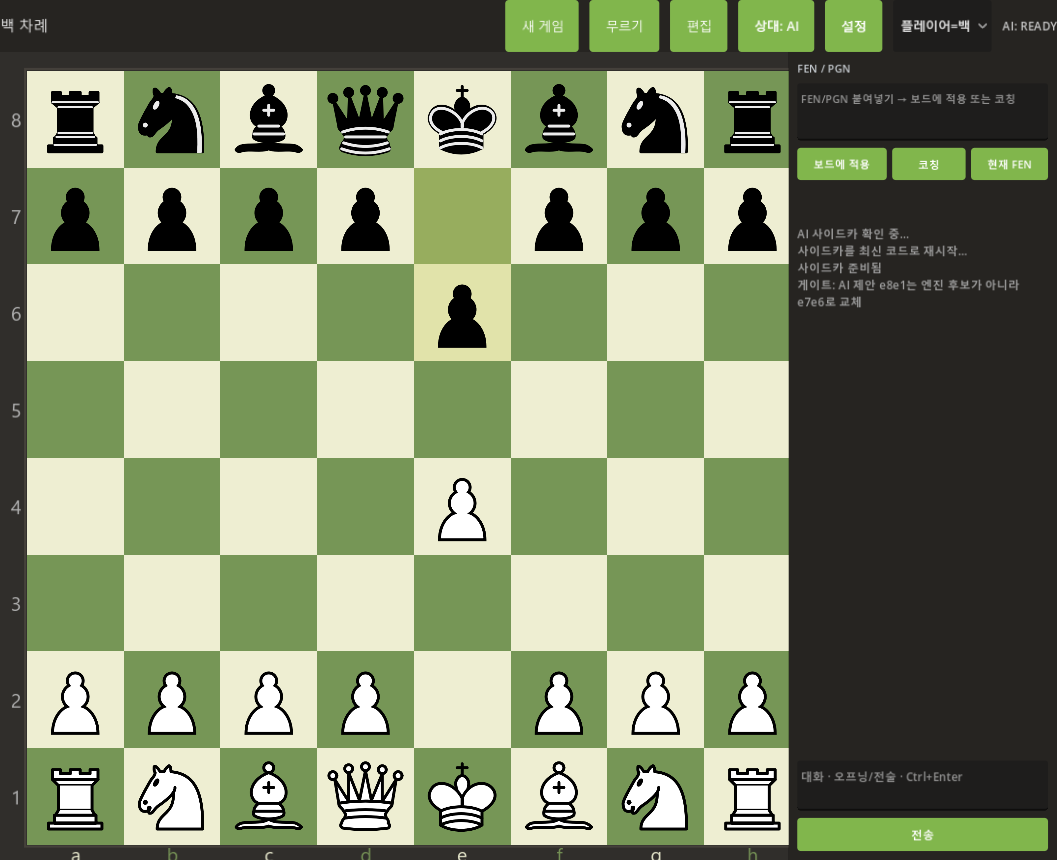 백 차례
새 게임
무르기
편집
상대: AI
설정
플레이어=백
AI: READY
FEN / PGN
FEN/PGN 붙여넣기 → 보드에 적용 또는 코칭
보드에 적용
코칭
현재 FEN
AI 사이드카 확인 중...
사이드카를 최신 코드로 재시작...
사이드카 준비됨
게이트: AI 제안 e8e1는 엔진 후보가 아니라
e7e6로 교체
8
7
6
5
4
3
2
1
a b c d e f g h
대화 · 오프닝/전술 · Ctrl+Enter
전송